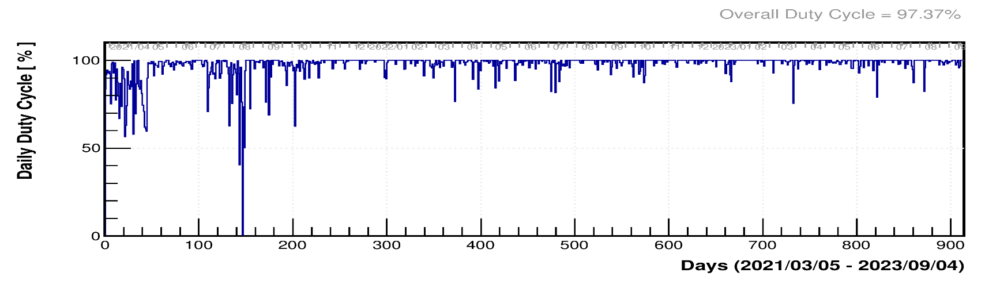 Overall Duty Cycle = 97.37%
2021/04 05 06 07 08 09 10 11 12 2022/01 02 03 04 05 06 07 08 09 10 11 12 2023/01 02 03 04 05 06 07 08 09
Daily Duty Cycle [ % ]
100
50
0
0 100 200 300 400 500 600 700 800 900
Days (2021/03/05 - 2023/09/04)